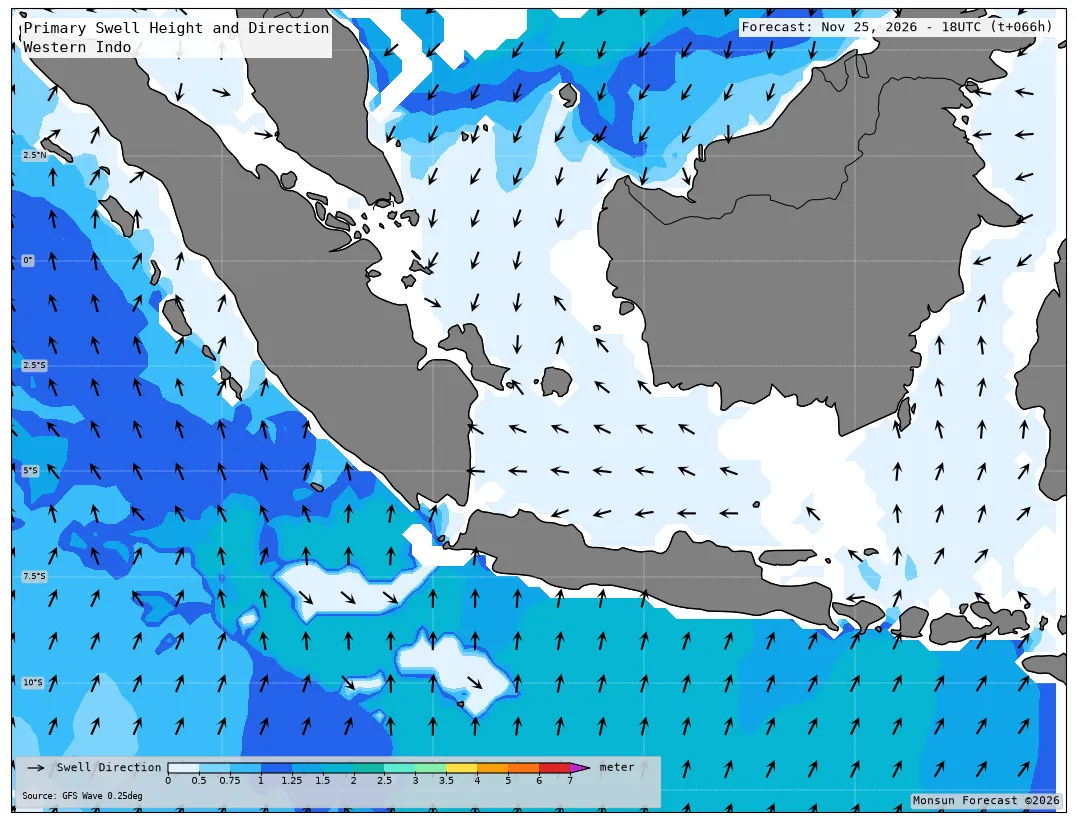 Primary Swell Height and Direction
Western Indo
Forecast: Nov 25, 2026 - 18UTC (t+066h)
2.5°N
0°
2.5°S
5°S
7.5°S
10°S
Swell Direction
0 0.5 0.75 1 1.25 1.5 2 2.5 3 3.5 4 5 6 7
meter
Source: GFS Wave 0.25deg
Monsun Forecast ©2026